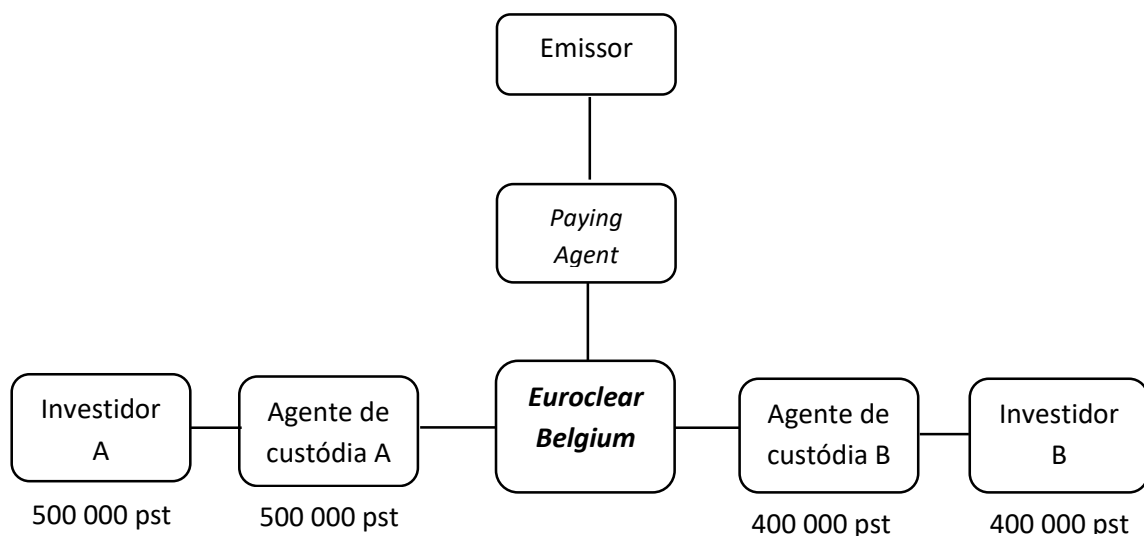 Emissor
Paying
Agent
Investidor
A
Agente de
custódia A
Euroclear
Belgium
Agente de
custódia B
Investidor
B
500 000 pst
500 000 pst
400 000 pst
400 000 pst